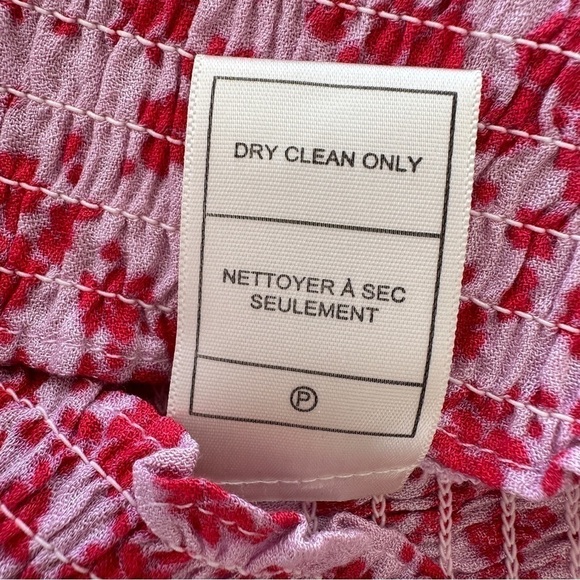 DRY CLEAN ONLY
NETTOYER À SEC
SEULEMENT
P